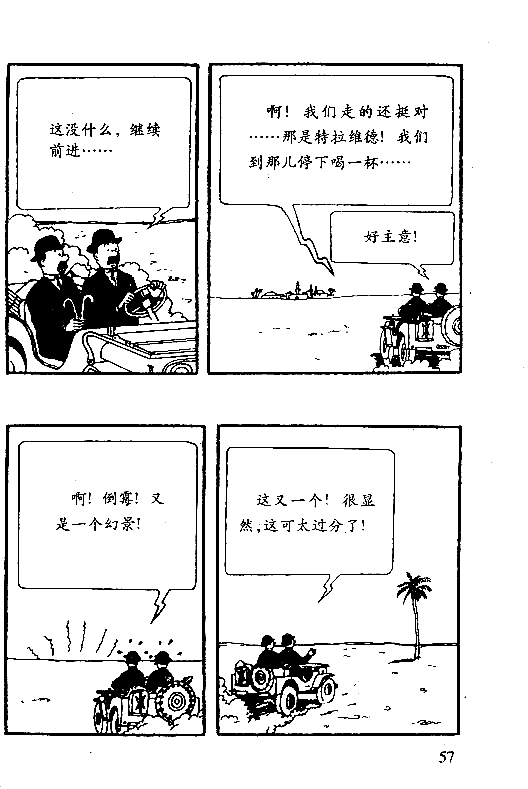 这没什么，继续
前进……
啊！我们走的还挺对
……那是特拉维德！我们
到那儿停下喝一杯……
好主意！
啊！倒霉！又
是一个幻景！
这又一个！很显
然,这可太过分了！
57